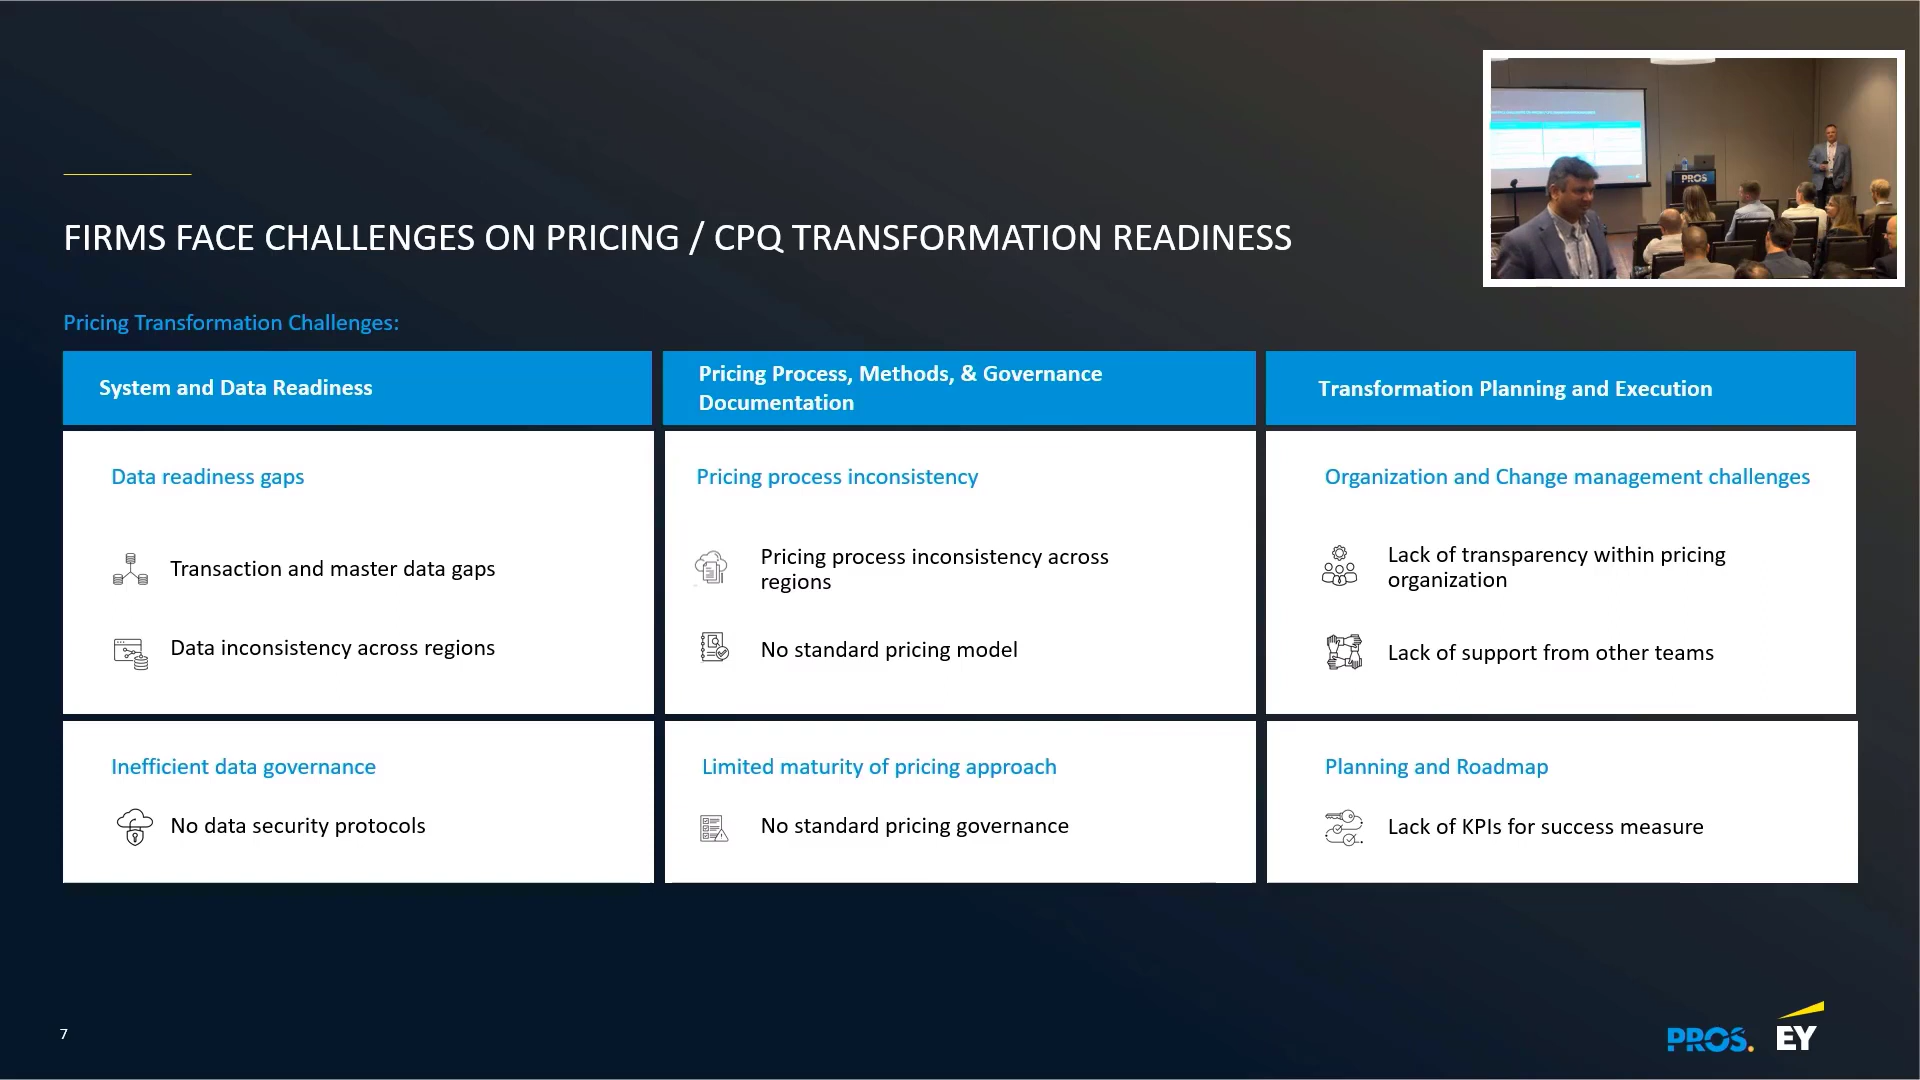 FIRMS FACE CHALLENGES ON PRICING / CPQ TRANSFORMATION READINESS
Pricing Transformation Challenges:
System and Data Readiness
Data readiness gaps
Transaction and master data gaps
Data inconsistency across regions
Inefficient data governance
No data security protocols
Pricing Process, Methods, & Governance
Documentation
Pricing process inconsistency
Pricing process inconsistency across
regions
No standard pricing model
Limited maturity of pricing approach
No standard pricing governance
Transformation Planning and Execution
Organization and Change management challenges
Lack of transparency within pricing
organization
Lack of support from other teams
Planning and Roadmap
Lack of KPIs for success measure
PROS
7
PROS.
EY